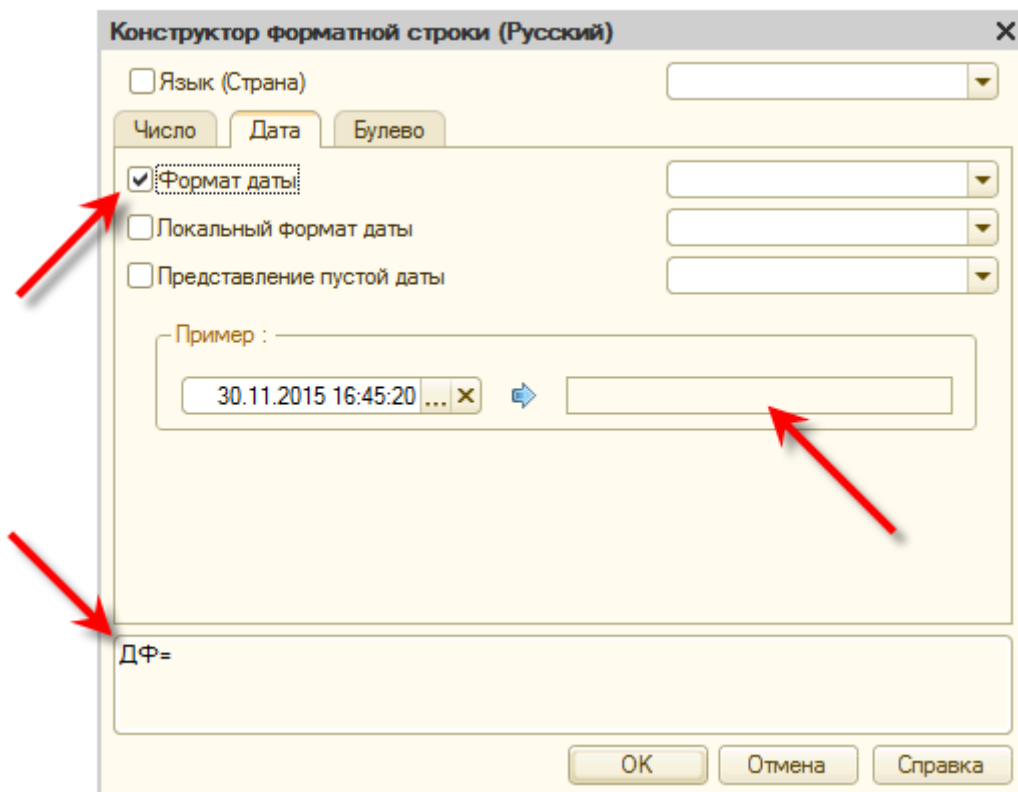 Конструктор форматной строки (Русский)
Язык (Страна)
Число Дата Булево
Формат даты
Локальный формат даты
Представление пустой даты
Пример :
30.11.2015 16:45:20 ...
ДФ=
OK Отмена Справка